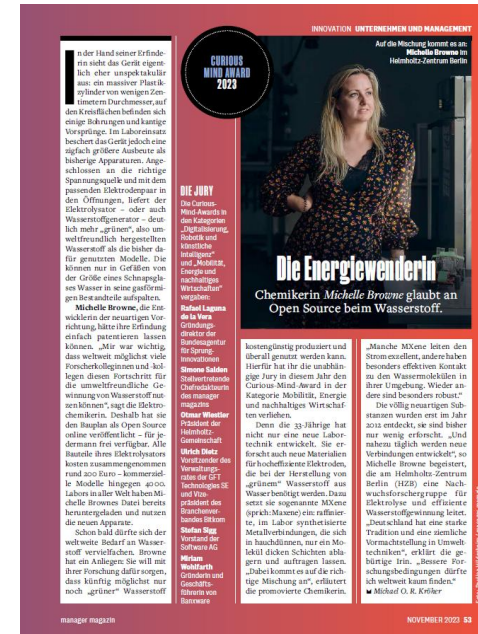 INNOVATION UNTERNEHMEN UND MANAGEMENT
Auf die Mischung kommt es an:
Michelle Browne im
Helmholtz-Zentrum Berlin
CURIOUS
MIND AWARD
2023
In der Hand seiner Erfinde-
rin sieht das Gerät eigent-
lich eher unspektakulär
aus: ein massiver Plastik-
zylinder von wenigen Zen-
timetern Durchmesser, auf
den Kreisflächen befinden sich
einige Bohrungen und kantige
Vorsprünge. Im Laboreinsatz
beschert das Gerät jedoch eine
zigfach größere Ausbeute als
bisherige Apparaturen. Ange-
schlossen an die richtige
Spannungsquelle und mit dem
passenden Elektrodenpaar in
den Öffnungen, liefert der
Elektrolysator – oder auch
Wasserstoffgenerator – deut-
lich mehr „grünen“, also um-
weltfreundlich hergestellten
Wasserstoff als die bisher da-
für genutzten Modelle. Die
können nur in Gefäßen von
der Größe eines Schnapsgla-
ses Wasser in seine gasförmi-
gen Bestandteile aufspalten.
Michelle Browne, die Ent-
wicklerin der neuartigen Vor-
richtung, hätte ihre Erfindung
einfach patentieren lassen
können. „Mir war wichtig,
dass weltweit möglichst viele
Forscherkolleginnen und -kol-
legen diesen Fortschritt für
die umweltfreundliche Ge-
winnung von Wasserstoff nut-
zen können“, sagt die Elektro-
chemikerin. Deshalb hat sie
den Bauplan als Open Source
online veröffentlicht – für je-
dermann frei verfügbar. Alle
Bauteile ihres Elektrolysators
kosten zusammengenommen
rund 200 Euro – kommerziel-
le Modelle hingegen 4000.
Labors in aller Welt haben Mi-
chelle Brownes Datei bereits
heruntergeladen und nutzen
die neuen Apparate.
Schon bald dürfte sich der
weltweite Bedarf an Wasser-
stoff vervielfachen. Browne
hat ein Anliegen: Sie will mit
ihrer Forschung dafür sorgen,
dass künftig möglichst nur
noch „grüner“ Wasserstoff
DIE JURY
Die Curious-
Mind-Awards in
den Kategorien
„Digitalisierung,
Robotik und
künstliche
Intelligenz“
und „Mobilität,
Energie und
nachhaltiges
Wirtschaften“
vergaben:
Rafael Laguna
de la Vera
Gründungs-
direktor der
Bundesagentur
für Sprung-
innovationen
Simone Salden
Stellvertretende
Chefredakteurin
des manager
magazins
Otmar Wiestler
Präsident der
Helmholtz-
Gemeinschaft
Ulrich Dietz
Vorsitzender des
Verwaltungs-
rates der GFT
Technologies SE
und Vize-
präsident des
Branchenver-
bandes Bitkom
Stefan Sigg
Vorstand der
Software AG
Miriam
Wohlfarth
Gründerin und
Geschäfts-
führerin von
Banxware
Die Energiewenderin
Chemikerin Michelle Browne glaubt an
Open Source beim Wasserstoff.
kostengünstig produziert und
überall genutzt werden kann.
Hierfür hat ihr die unabhän-
gige Jury in diesem Jahr den
Curious-Mind-Award in der
Kategorie Mobilität, Energie
und nachhaltiges Wirtschaf-
ten verliehen.
Denn die 33-Jährige hat
nicht nur eine neue Labor-
technik entwickelt. Sie er-
forscht auch neue Materialien
für hocheffiziente Elektroden,
die bei der Herstellung von
„grünem“ Wasserstoff aus
Wasser benötigt werden. Dazu
setzt sie sogenannte MXene
(sprich: Maxene) ein: raffinier-
te, im Labor synthetisierte
Metallverbindungen, die sich
in hauchdünnen, nur ein Mo-
lekül dicken Schichten abla-
gern und auftragen lassen.
„Dabei kommt es auf die rich-
tige Mischung an“, erläutert
die promovierte Chemikerin.
„Manche MXene leiten den
Strom exzellent, andere haben
besonders effektiven Kontakt
zu den Wassermolekülen in
ihrer Umgebung. Wieder an-
dere sind besonders robust.“
Die völlig neuartigen Sub-
stanzen wurden erst im Jahr
2012 entdeckt, sie sind bisher
nur wenig erforscht. „Und
nahezu täglich werden neue
Verbindungen entwickelt“, so
Michelle Browne begeistert,
die am Helmholtz-Zentrum
Berlin (HZB) eine Nach-
wuchsforschergruppe für
Elektrolyse und effiziente
Wasserstoffgewinnung leitet.
„Deutschland hat eine starke
Tradition und eine ziemliche
Vormachtstellung in Umwelt-
techniken“, erklärt die ge-
bürtige Irin. „Bessere For-
schungsbedingungen dürfte
ich weltweit kaum finden.“
Michael O. R. Kröher
manager magazin
NOVEMBER 2023 53